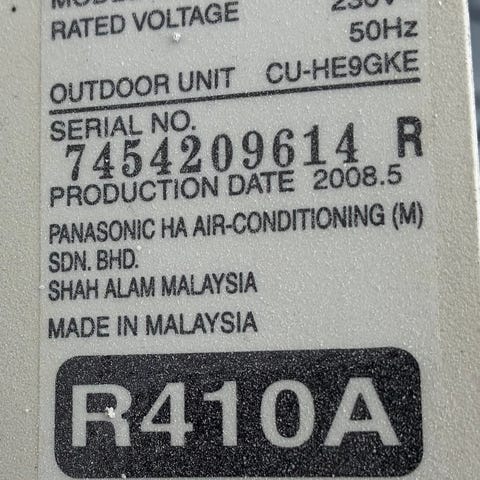 RATED VOLTAGE 230V
50Hz
OUTDOOR UNIT CU-HE9GKE
SERIAL NO.
7454209614 R
PRODUCTION DATE 2008.5
PANASONIC HA AIR-CONDITIONING (M)
SDN. BHD.
SHAH ALAM MALAYSIA
MADE IN MALAYSIA
R410A